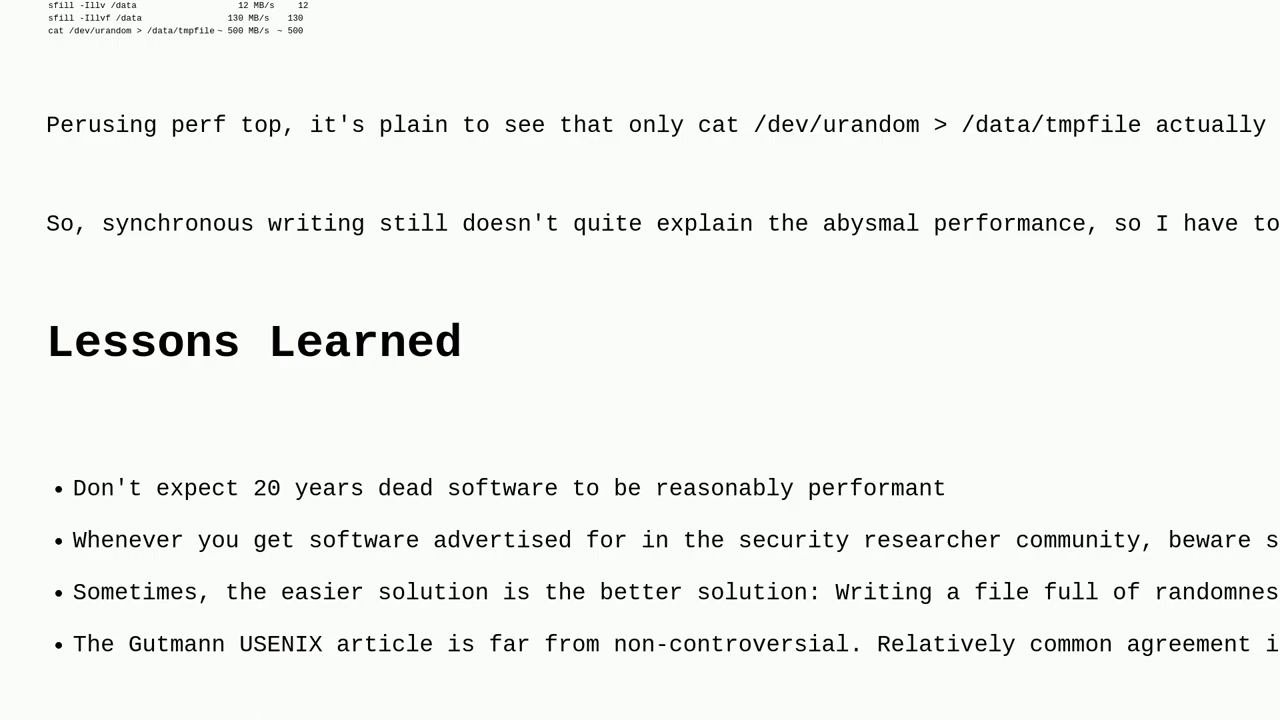 sfill -Illv /data 12 MB/s 12
sfill -Illvf /data 130 MB/s 130
cat /dev/urandom > /data/tmpfile ~ 500 MB/s ~ 500
Perusing perf top, it's plain to see that only cat /dev/urandom > /data/tmpfile actually
So, synchronous writing still doesn't quite explain the abysmal performance, so I have to
Lessons Learned
• Don't expect 20 years dead software to be reasonably performant
• Whenever you get software advertised for in the security researcher community, beware s
• Sometimes, the easier solution is the better solution: Writing a file full of randomnes
• The Gutmann USENIX article is far from non-controversial. Relatively common agreement i